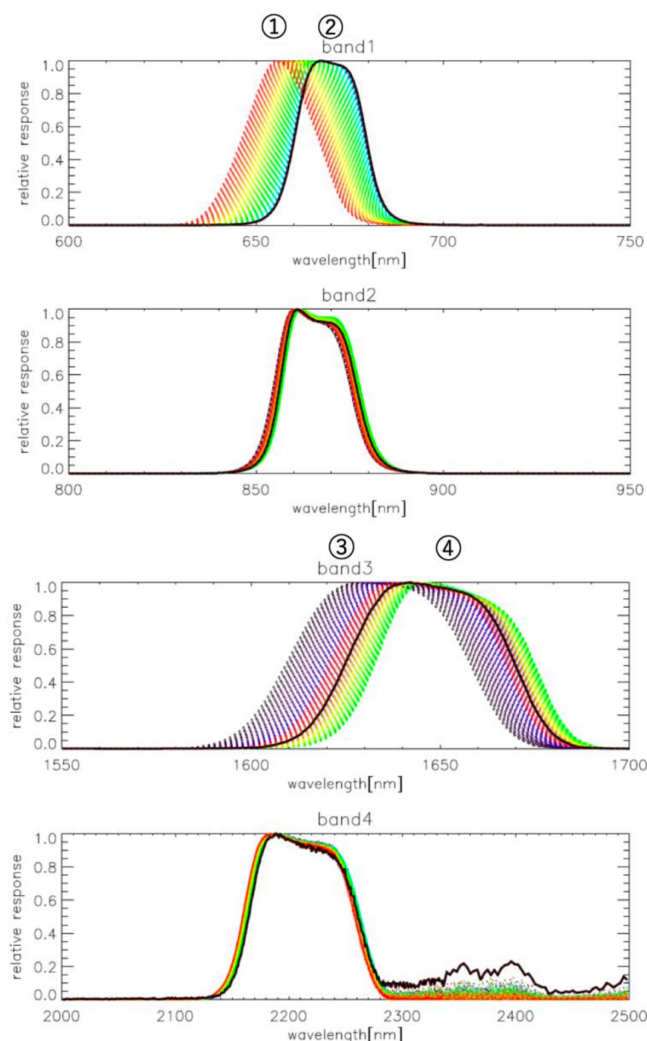 ① ②
band1
relative response
1.0
0.8
0.6
0.4
0.2
0.0
600 650 700 750
wavelength[nm]
band2
relative response
1.0
0.8
0.6
0.4
0.2
0.0
800 850 900 950
wavelength[nm]
③ ④
band3
relative response
1.0
0.8
0.6
0.4
0.2
0.0
1550 1600 1650 1700
wavelength[nm]
band4
relative response
1.0
0.8
0.6
0.4
0.2
0.0
2000 2100 2200 2300 2400 2500
wavelength[nm]